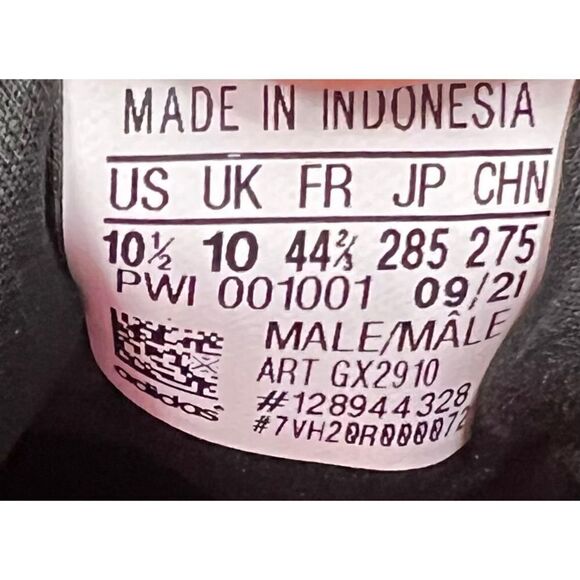 MADE IN INDONESIA
US UK FR JP CHN
10½ 10 44⅔ 285 275
PWI 001001 09/21
MALE/MÂLE
ART GX2910
adidas
#128944328
#7VH20R000072